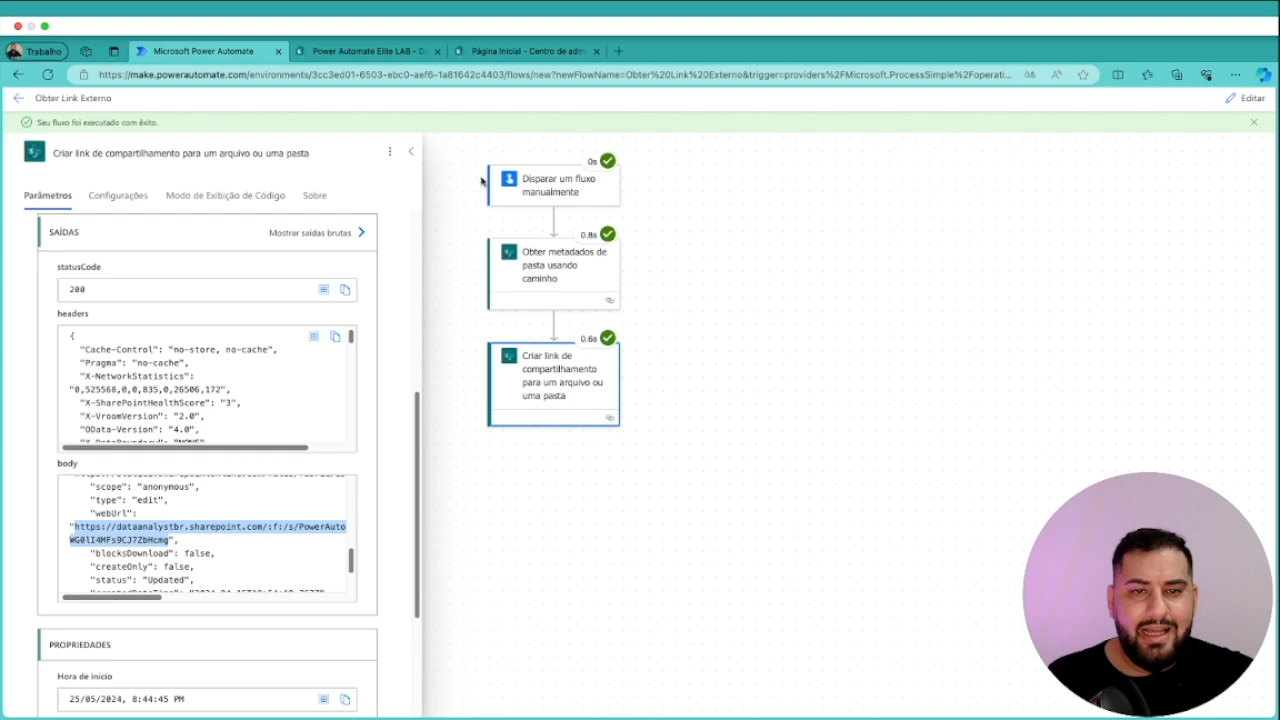 Trabalho
Microsoft Power Automate
Power Automate Elite LAB - D
Página Inicial - Centro de adm
https://make.powerautomate.com/environments/3cc3ed01-6503-ebc0-aef6-1a81642c4403/flows/new?newFlowName=Obter%20Link%20Externo&trigger=providers%2FMicrosoft.ProcessSimple%2Foperati...
Obter Link Externo
Editar
Seu fluxo foi executado com êxito.
Criar link de compartilhamento para um arquivo ou uma pasta
Parâmetros
Configurações
Modo de Exibição de Código
Sobre
SAÍDAS
Mostrar saídas brutas
statusCode
200
headers
{
"Cache-Control": "no-store, no-cache",
"Pragma": "no-cache",
"X-NetworkStatistics":
"0,525568,0,0,835,0,26506,172",
"X-SharePointHealthScore": "3",
"X-VroomVersion": "2.0",
"OData-Version": "4.0",
"X-DataBoundary": "NONE"
body
"scope": "anonymous",
"type": "edit",
"webUrl":
"https://dataanalystbr.sharepoint.com/:f:/s/PowerAuto
WG0lI4MFs9CJ7ZbHcmg",
"blocksDownload": false,
"createOnly": false,
"status": "Updated",
PROPRIEDADES
Hora de início
25/05/2024, 8:44:45 PM
0s
Disparar um fluxo
manualmente
0.8s
Obter metadados de
pasta usando
caminho
0.6s
Criar link de
compartilhamento
para um arquivo ou
uma pasta